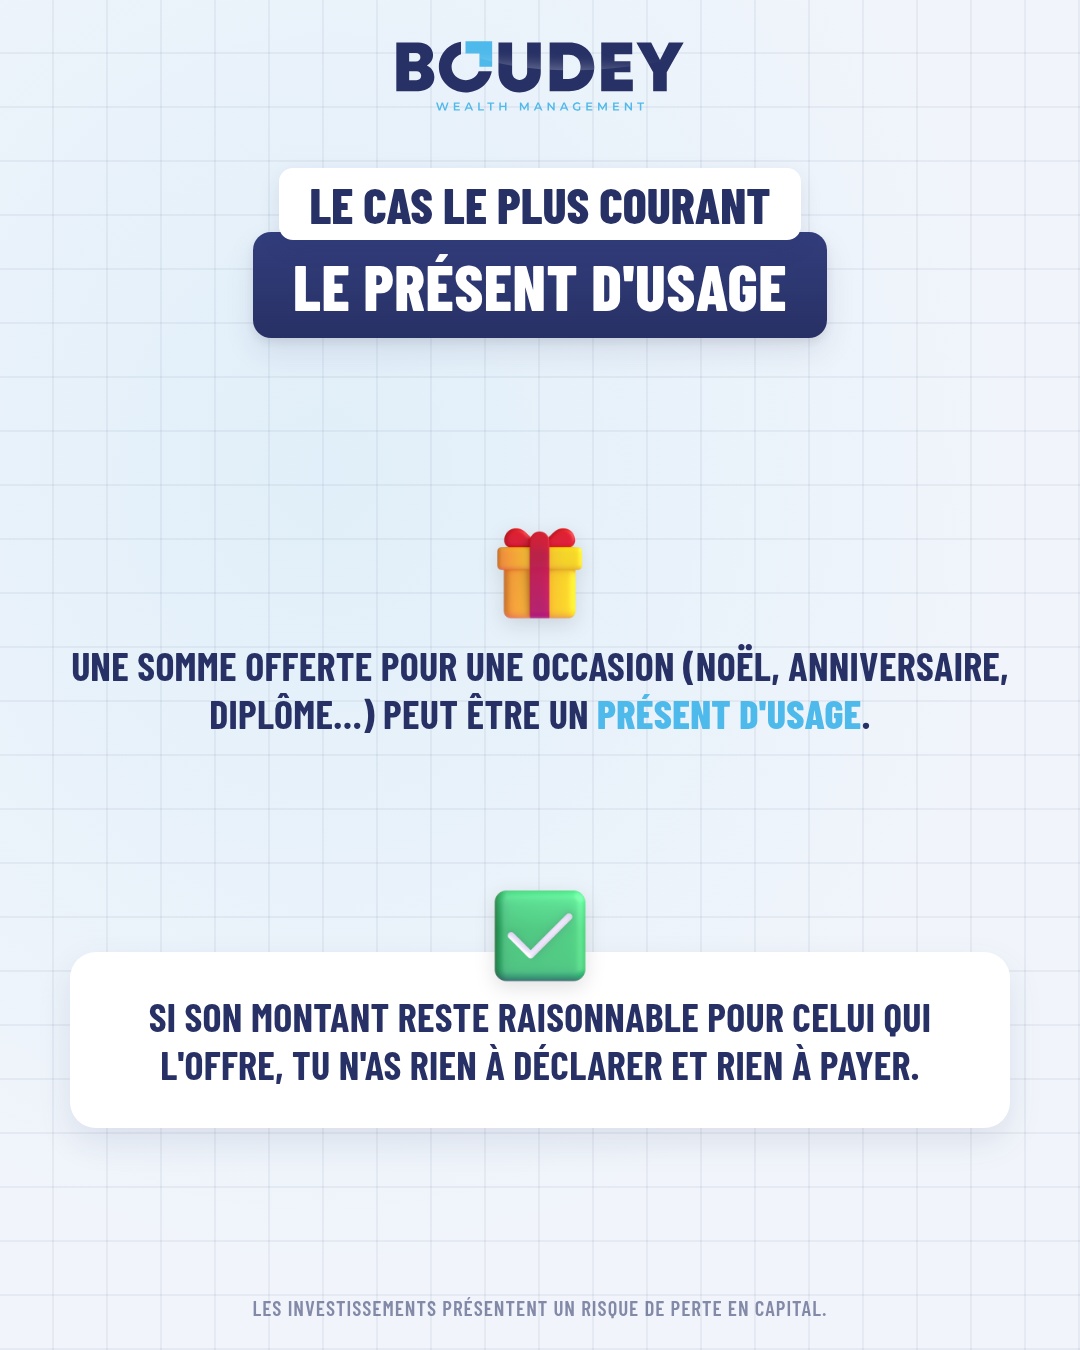 BOUDEY
WEALTH MANAGEMENT
LE CAS LE PLUS COURANT
LE PRÉSENT D'USAGE
UNE SOMME OFFERTE POUR UNE OCCASION (NOËL, ANNIVERSAIRE,
DIPLÔME...) PEUT ÊTRE UN PRÉSENT D'USAGE.
SI SON MONTANT RESTE RAISONNABLE POUR CELUI QUI
L'OFFRE, TU N'AS RIEN À DÉCLARER ET RIEN À PAYER.
LES INVESTISSEMENTS PRÉSENTENT UN RISQUE DE PERTE EN CAPITAL.